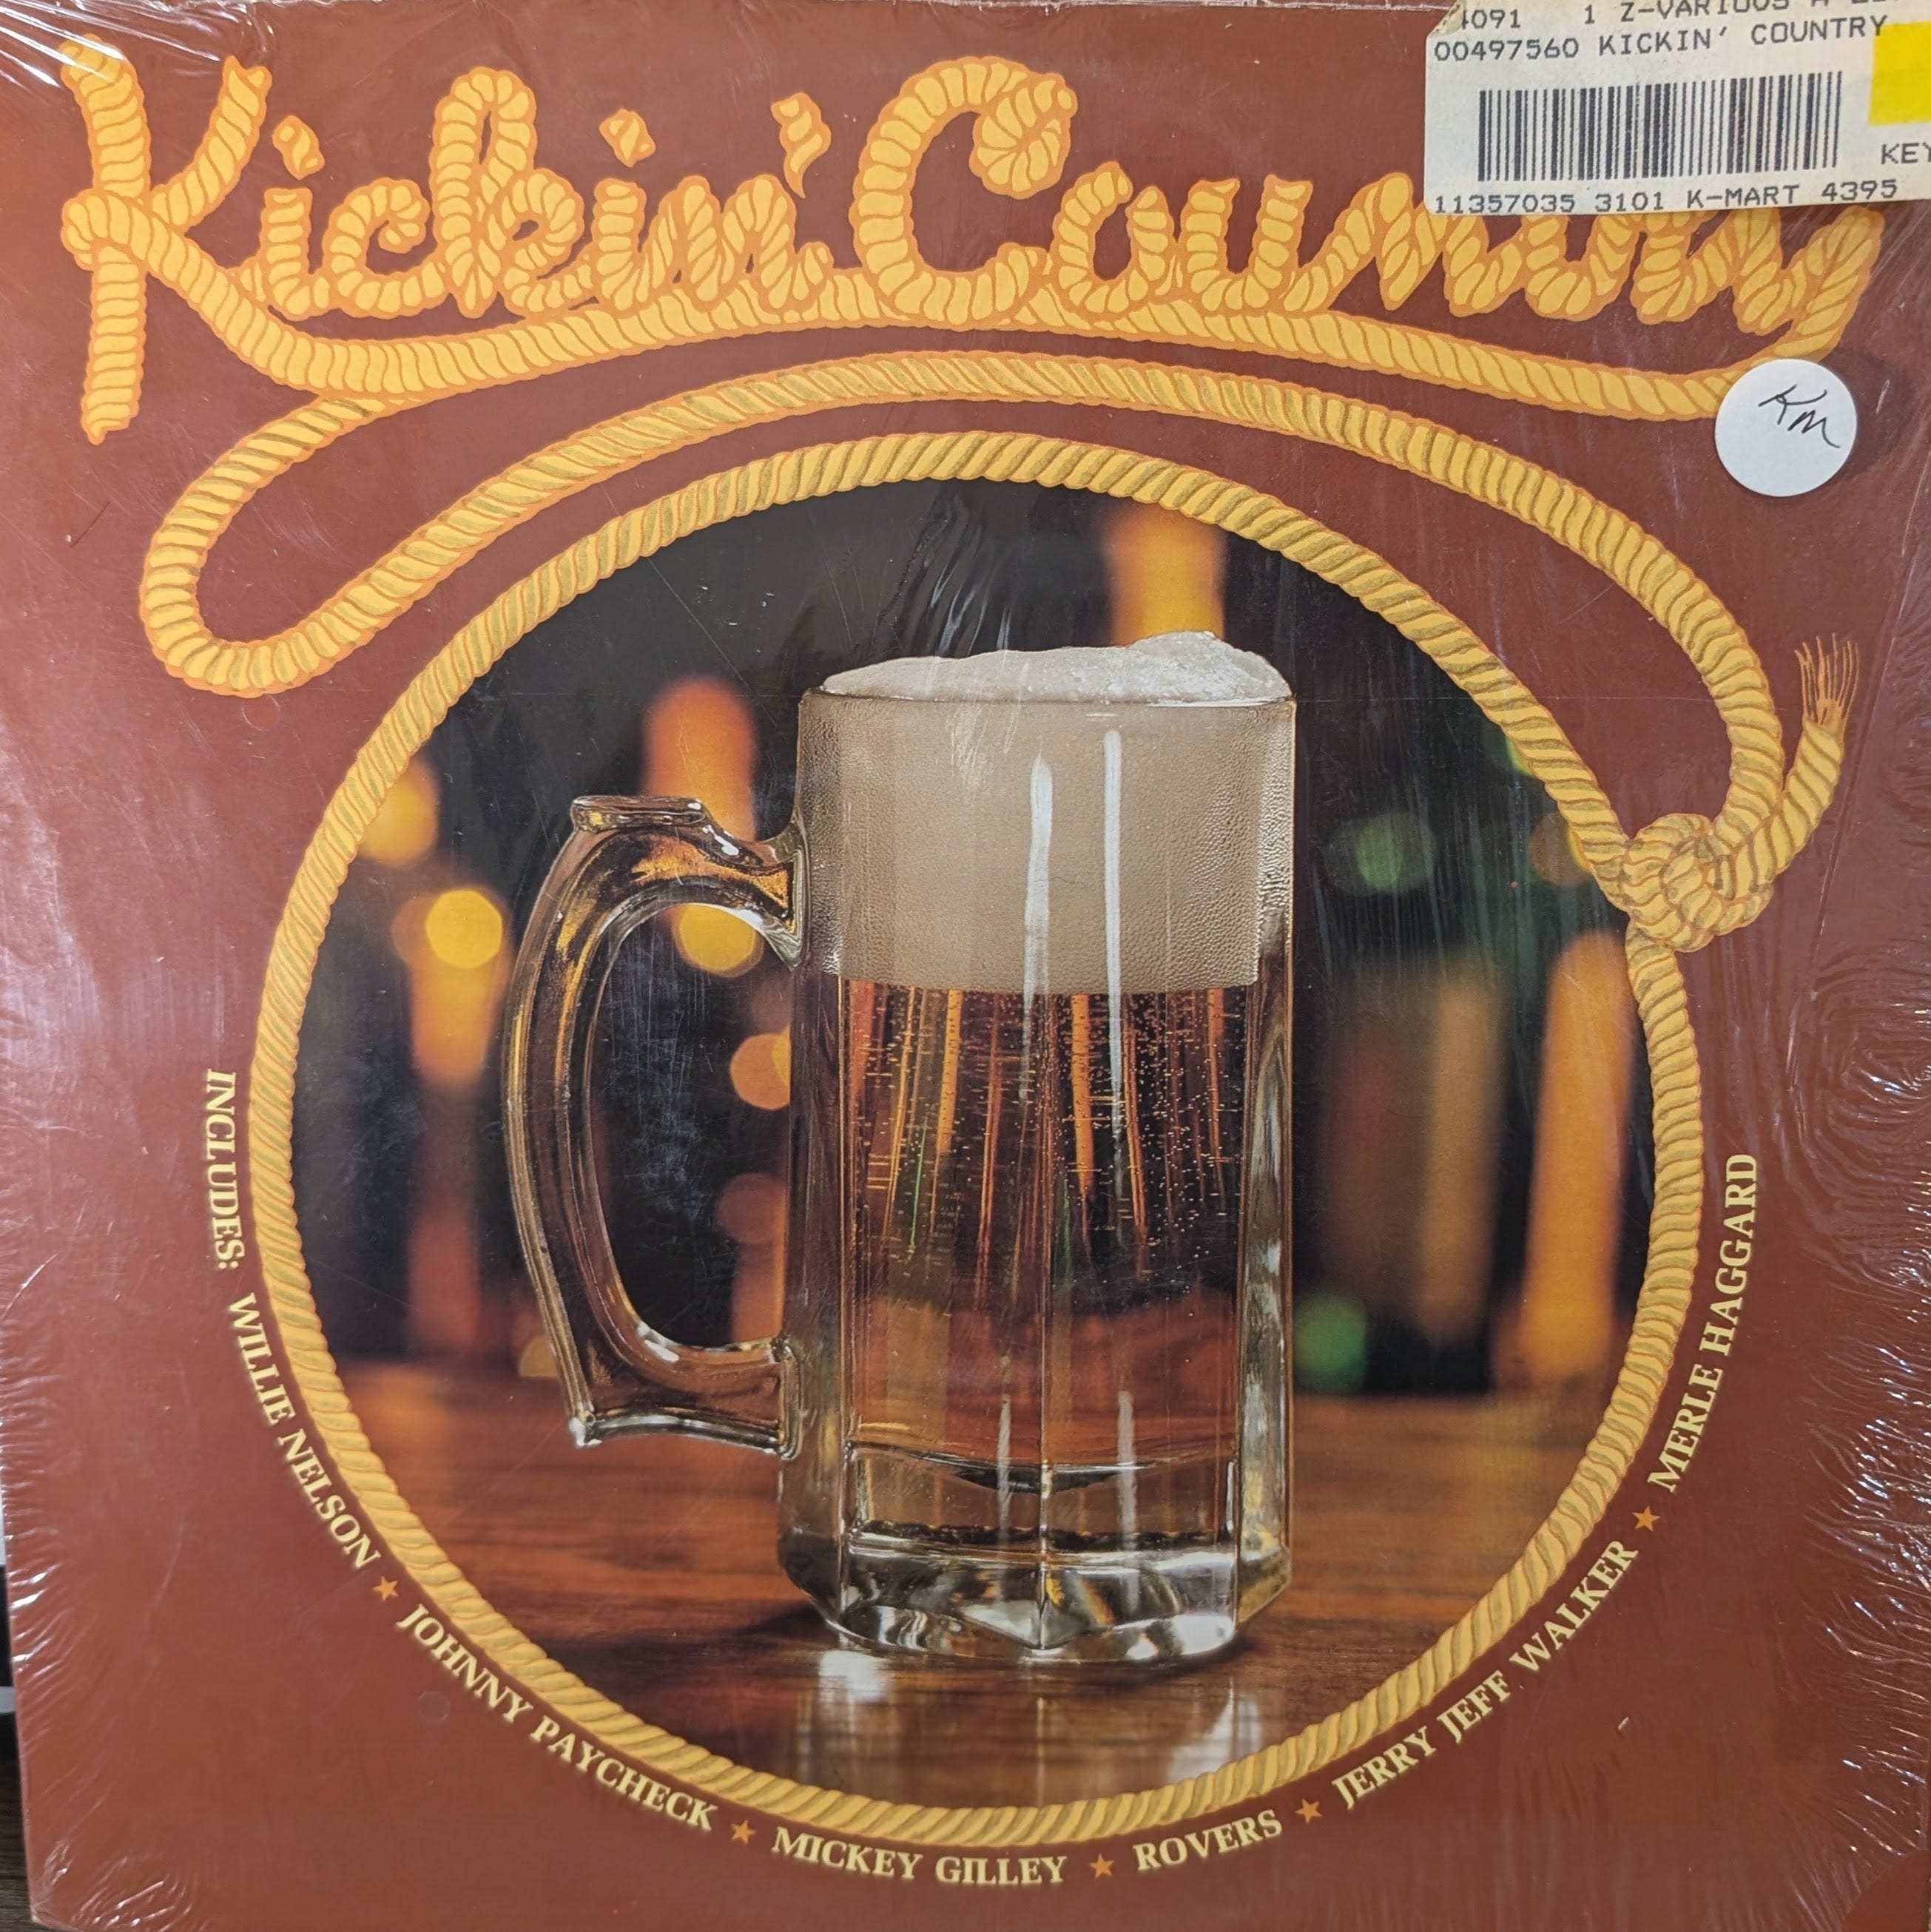 Kickin' Country
4091 1 Z-VARIOUS A
00497560 KICKIN' COUNTRY
KEY
11357035 3101 K-MART 4395
KM
INCLUDES: WILLIE NELSON ★ JOHNNY PAYCHECK ★ MICKEY GILLEY ★ ROVERS ★ JERRY JEFF WALKER ★ MERLE HAGGARD